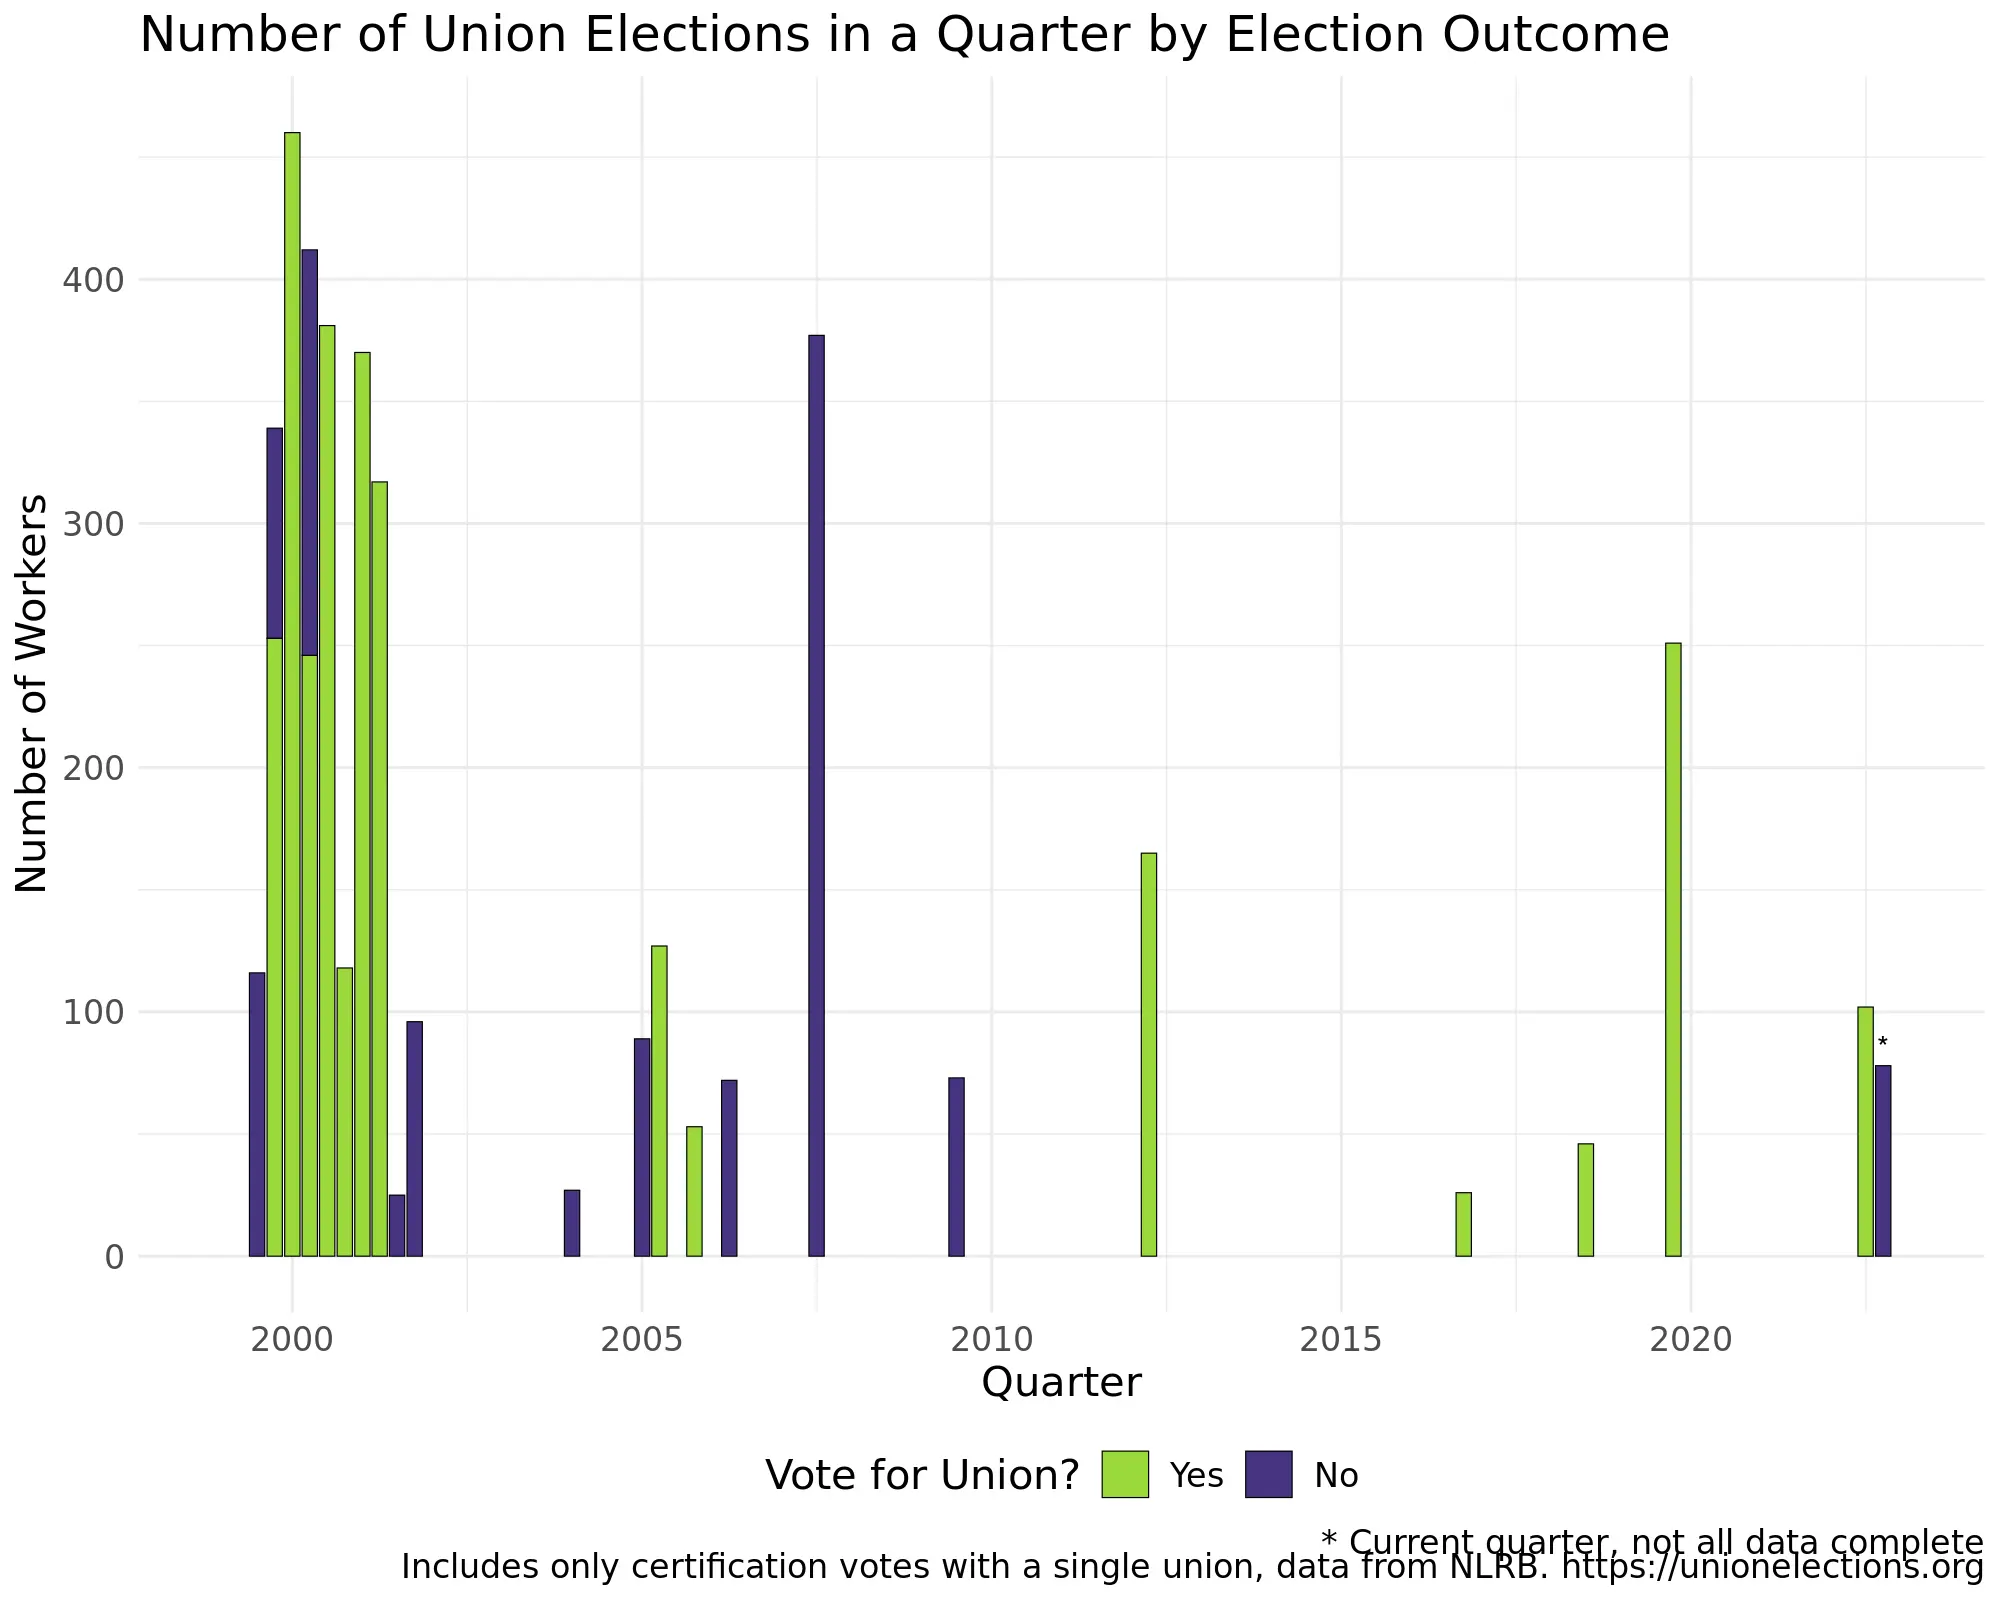 Number of Union Elections in a Quarter by Election Outcome
Number of Workers
400
300
200
100
0
*
2000 2005 2010 2015 2020
Quarter
Vote for Union? Yes No
* Current quarter, not all data complete
Includes only certification votes with a single union, data from NLRB. https://unionelections.org